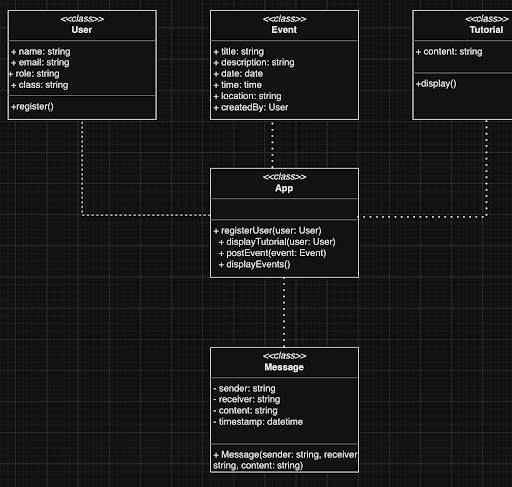 <<class>>
User
+ name: string
+ email: string
+ role: string
+ class: string
+register()
<<class>>
Event
+ title: string
+ description: string
+ date: date
+ time: time
+ location: string
+ createdBy: User
<<class>>
Tutorial
+ content: string
+display()
<<class>>
App
+ registerUser(user: User)
+ displayTutorial(user: User)
+ postEvent(event: Event)
+ displayEvents()
<<class>>
Message
- sender: string
- receiver: string
- content: string
- timestamp: datetime
+ Message(sender: string, receiver
string, content: string)